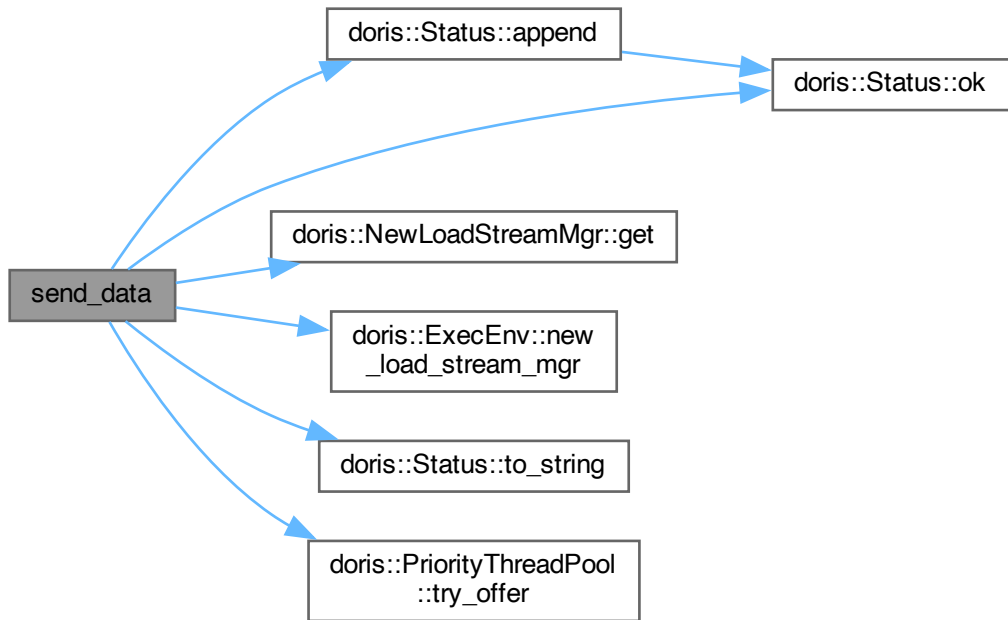 doris::Status::append
doris::Status::ok
doris::NewLoadStreamMgr::get
send_data
doris::ExecEnv::new
_load_stream_mgr
doris::Status::to_string
doris::PriorityThreadPool
::try_offer